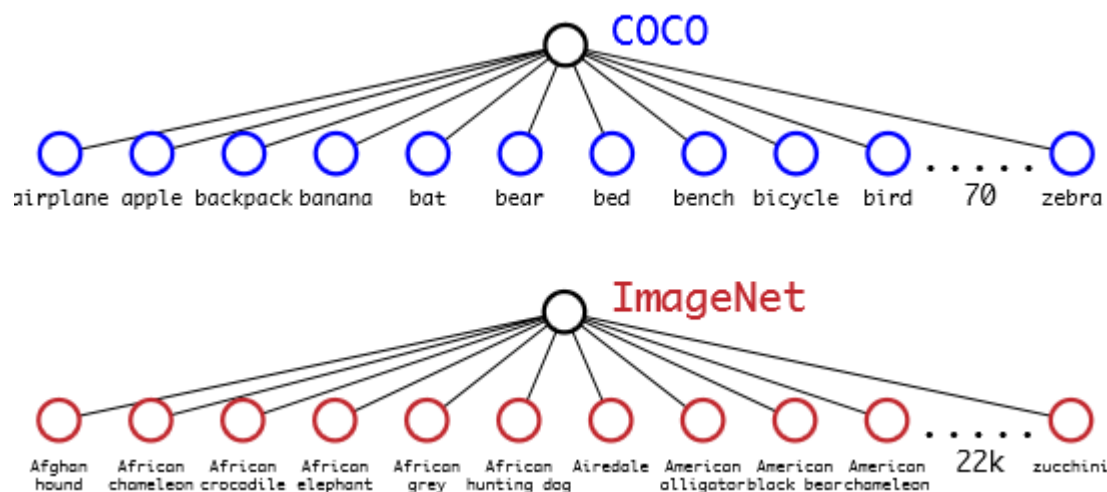 COCO
airplane apple backpack banana bat bear bed bench bicycle bird 70 zebra
ImageNet
Afghan African African African African African Airedale American American American 22k zucchini
hound chameleon crocodile elephant grey hunting dog alligator black bear chameleon